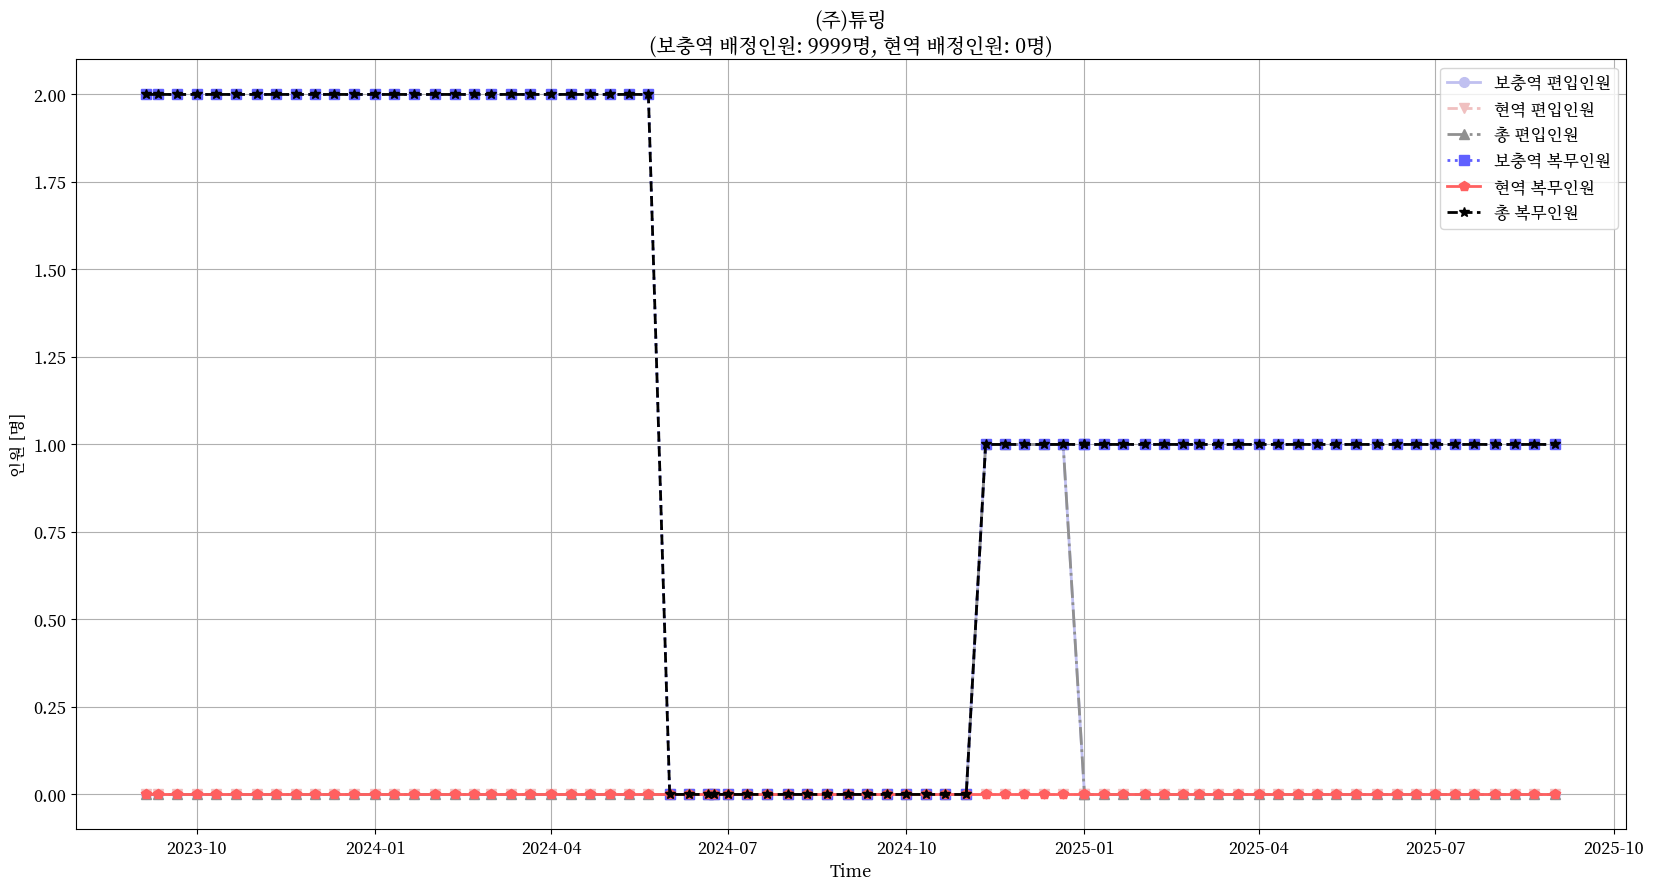 (주)튜링
(보충역 배정인원: 9999명, 현역 배정인원: 0명)
보충역 편입인원
현역 편입인원
총 편입인원
보충역 복무인원
현역 복무인원
총 복무인원
인원 [명]
2.00
1.75
1.50
1.25
1.00
0.75
0.50
0.25
0.00
2023-10
2024-01
2024-04
2024-07
2024-10
2025-01
2025-04
2025-07
2025-10
Time